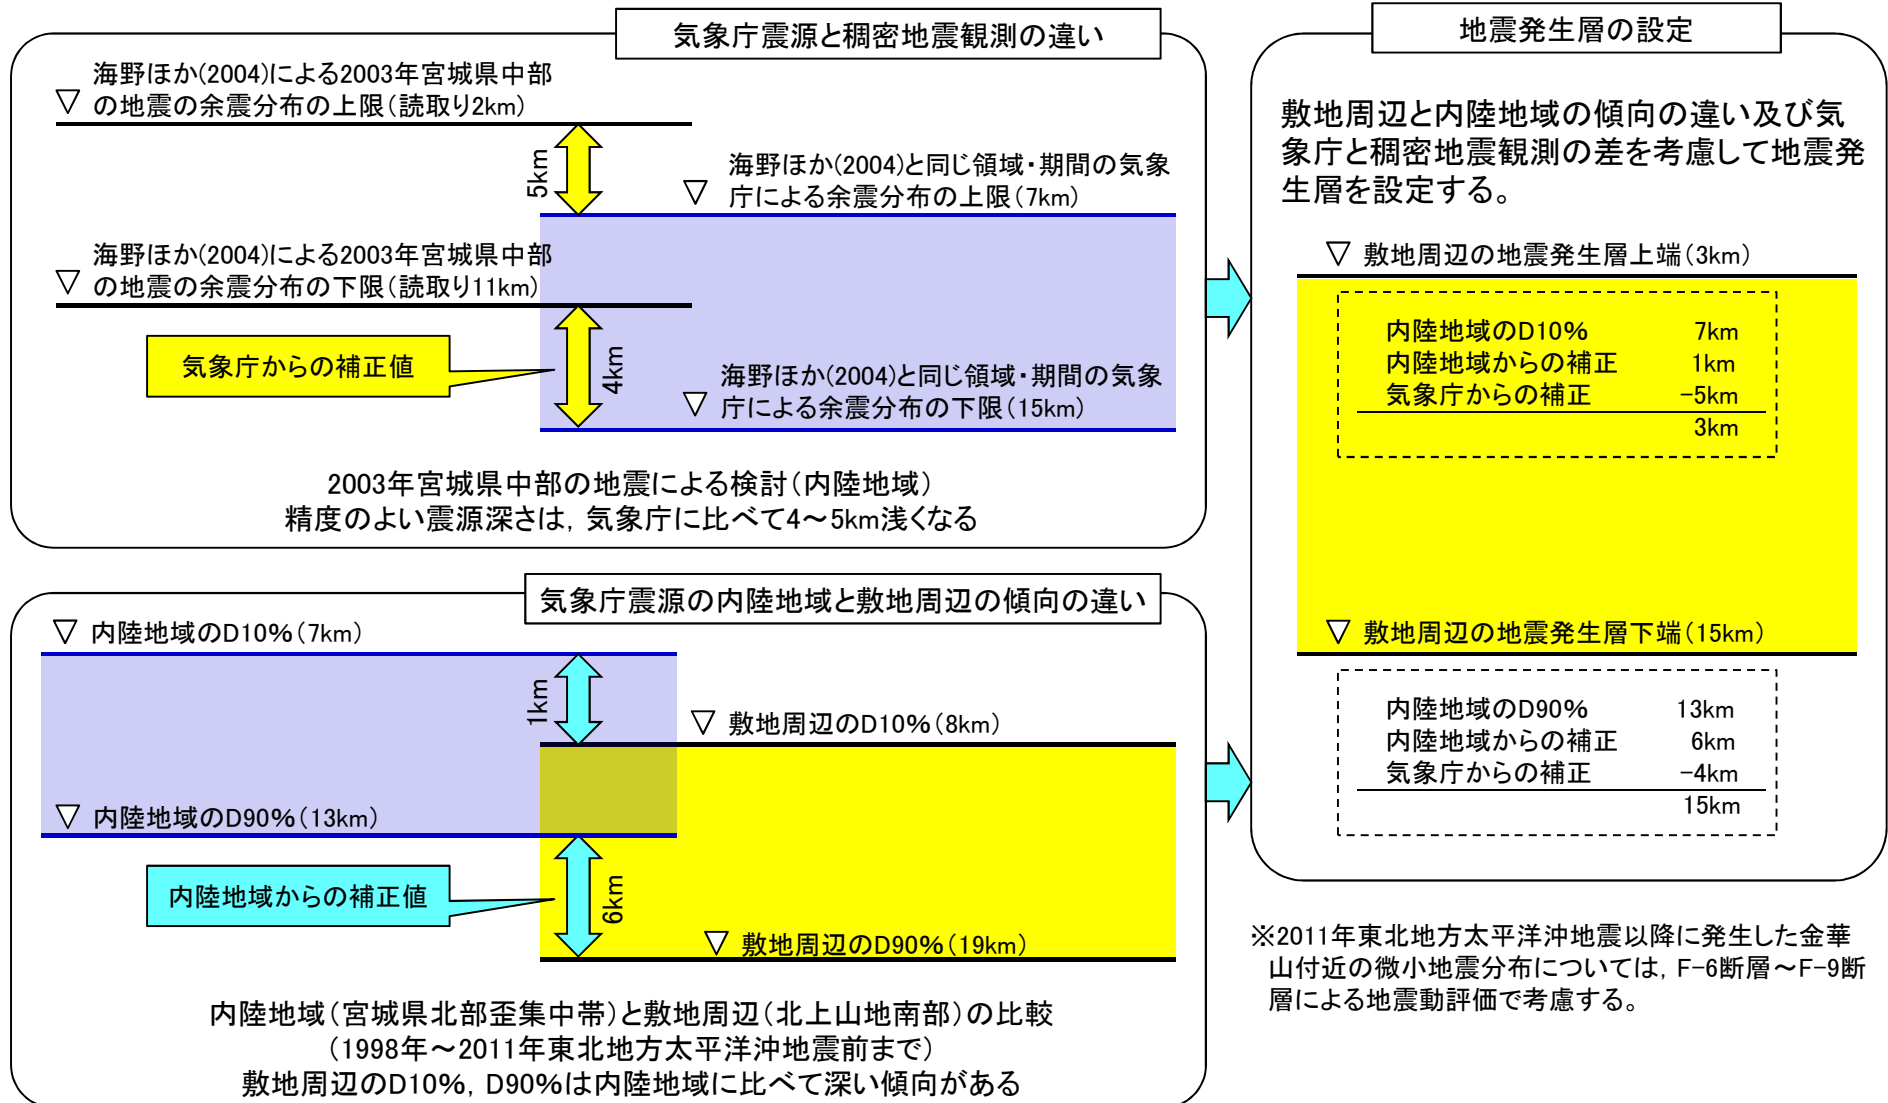 気象庁震源と稠密地震観測の違い
▽ 海野ほか(2004)による2003年宮城県中部
の地震の余震分布の上限(読取り2km)
5km
▽ 海野ほか(2004)と同じ領域・期間の気象
庁による余震分布の上限(7km)
▽ 海野ほか(2004)による2003年宮城県中部
の地震の余震分布の下限(読取り11km)
気象庁からの補正値
4km
▽ 海野ほか(2004)と同じ領域・期間の気象
庁による余震分布の下限(15km)
2003年宮城県中部の地震による検討(内陸地域)
精度のよい震源深さは, 気象庁に比べて4~5km浅くなる
気象庁震源の内陸地域と敷地周辺の傾向の違い
▽ 内陸地域のD10%(7km)
1km
▽ 敷地周辺のD10%(8km)
▽ 内陸地域のD90%(13km)
内陸地域からの補正値
6km
▽ 敷地周辺のD90%(19km)
内陸地域(宮城県北部歪集中帯)と敷地周辺(北上山地南部)の比較
(1998年~2011年東北地方太平洋沖地震前まで)
敷地周辺のD10%, D90%は内陸地域に比べて深い傾向がある
地震発生層の設定
敷地周辺と内陸地域の傾向の違い及び気
象庁と稠密地震観測の差を考慮して地震発
生層を設定する。
▽ 敷地周辺の地震発生層上端(3km)
内陸地域のD10% 7km
内陸地域からの補正 1km
気象庁からの補正 -5km
3km
▽ 敷地周辺の地震発生層下端(15km)
内陸地域のD90% 13km
内陸地域からの補正 6km
気象庁からの補正 -4km
15km
※2011年東北地方太平洋沖地震以降に発生した金華
山付近の微小地震分布については, F-6断層~F-9断
層による地震動評価で考慮する。